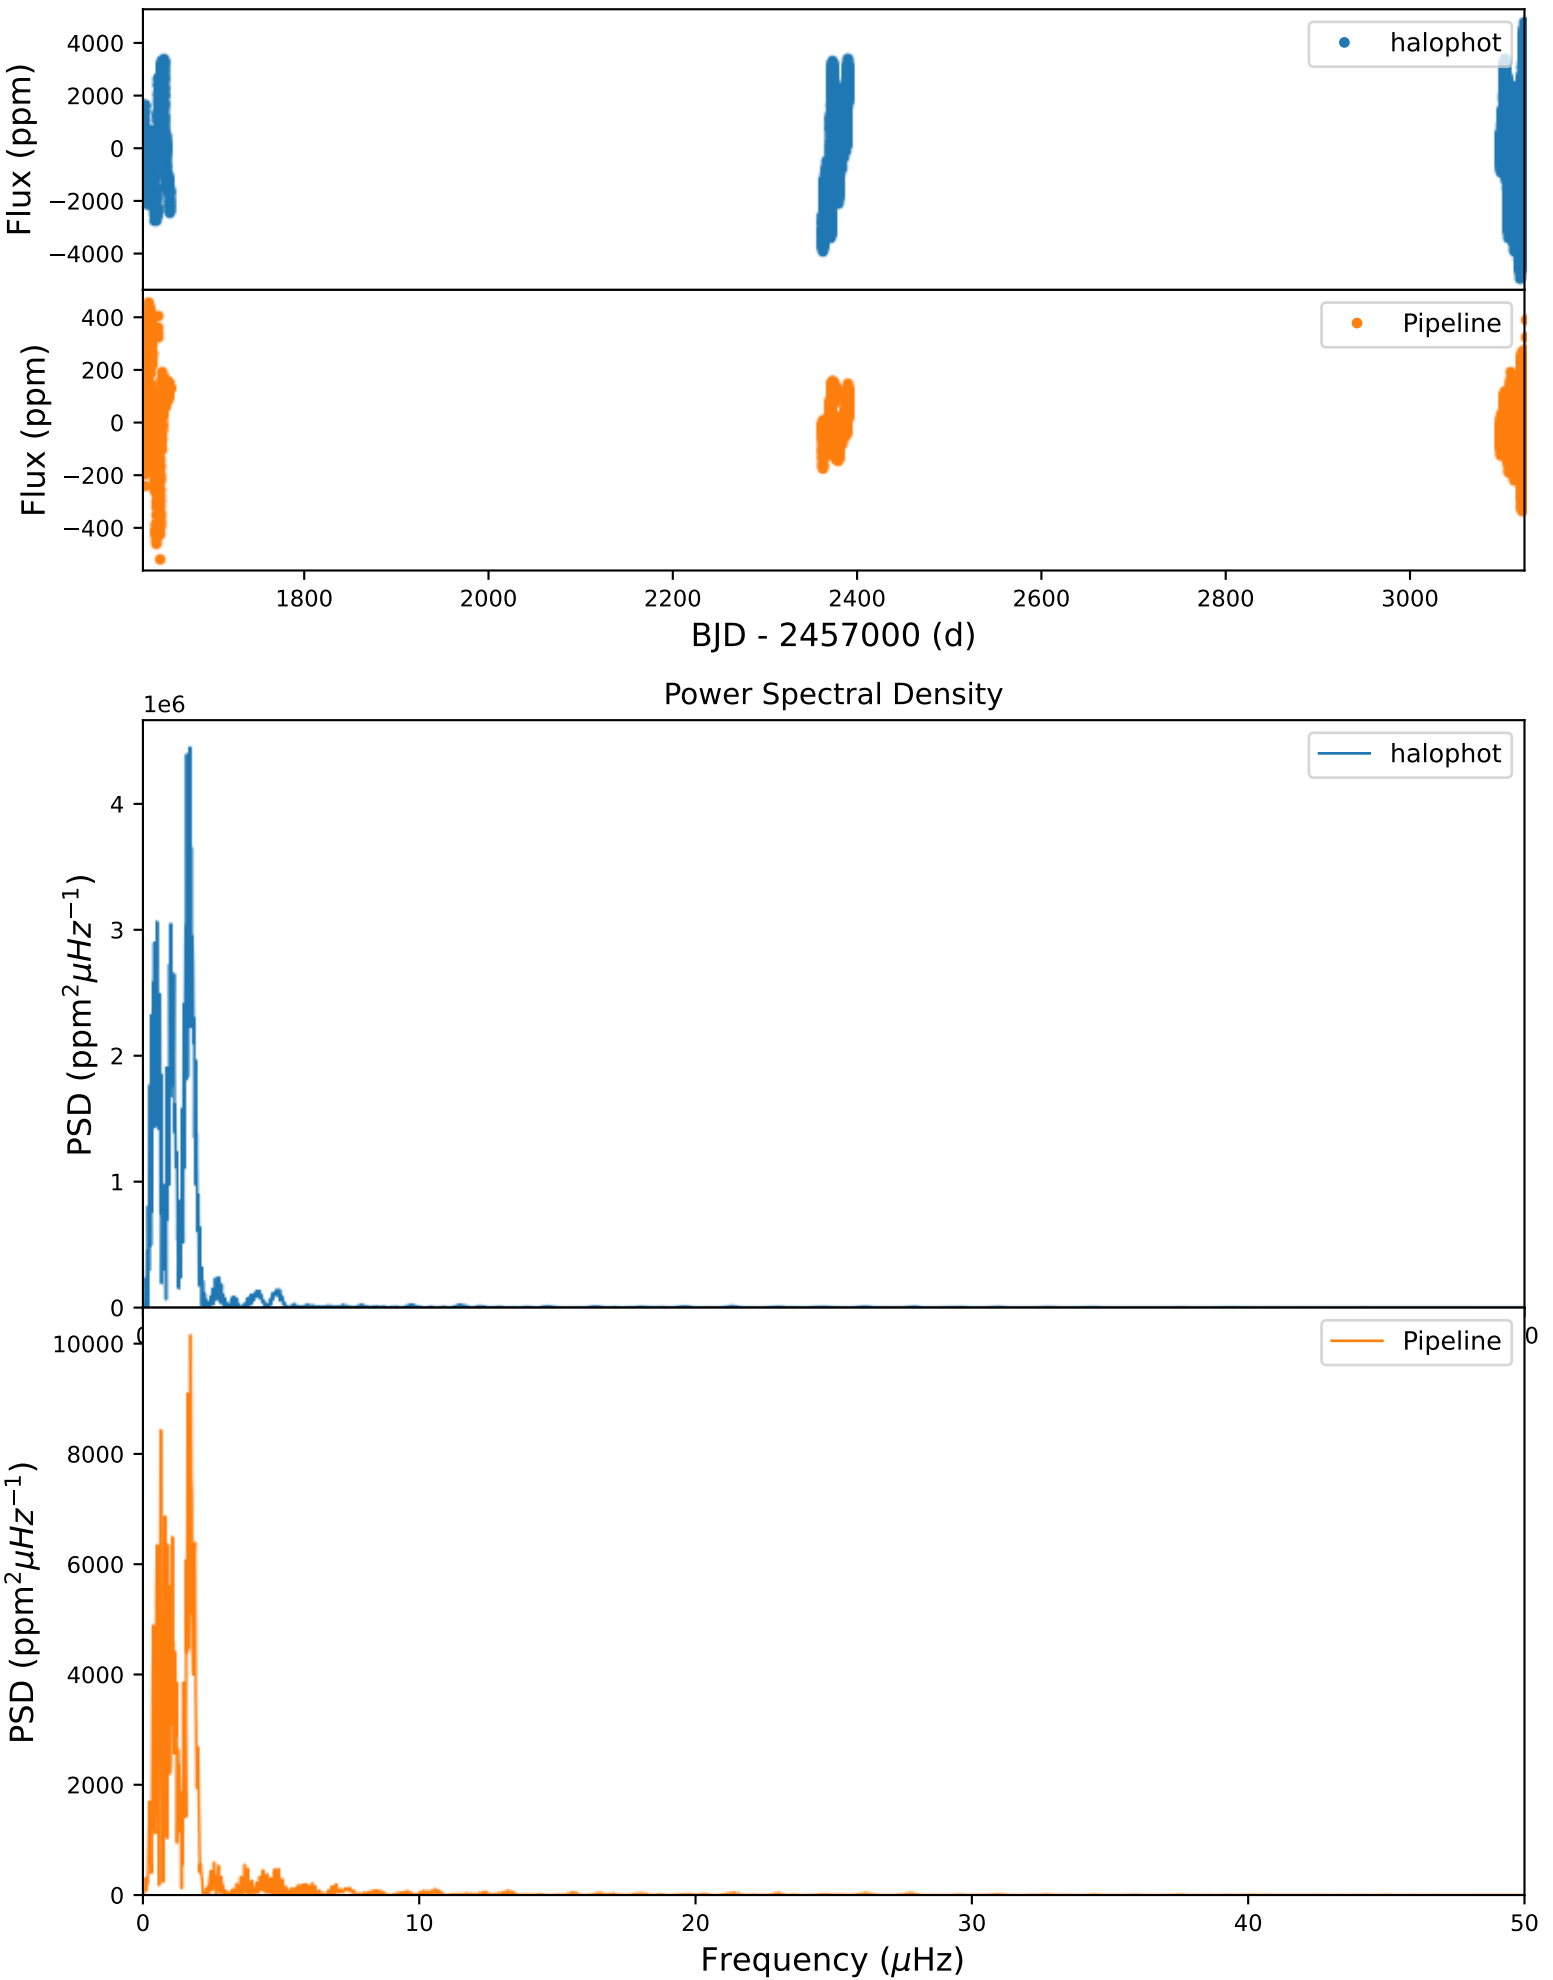 4000
2000
0
−2000
−4000
Flux (ppm)
halophot
400
200
0
−200
−400
Flux (ppm)
Pipeline
1800 2000 2200 2400 2600 2800 3000
BJD - 2457000 (d)
Power Spectral Density
1e6
4
3
2
1
0
PSD (ppm²μHz⁻¹)
halophot
0
10000
8000
6000
4000
2000
0
PSD (ppm²μHz⁻¹)
Pipeline
0 10 20 30 40 50
Frequency (μHz)